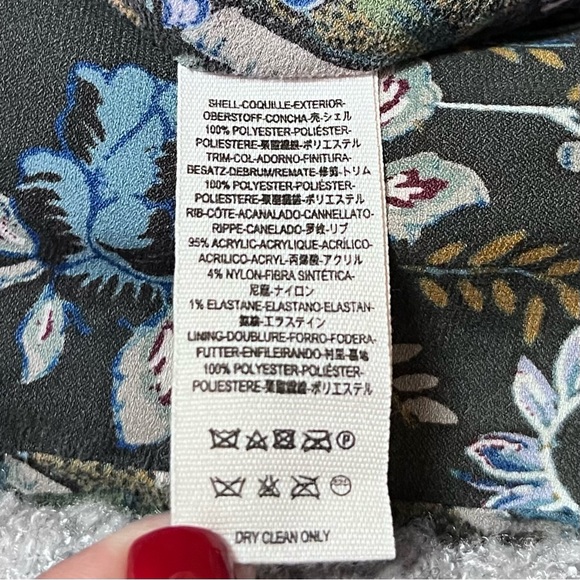 SHELL-COQUILLE-EXTERIOR-
OBERSTOFF-CONCHA-売-シェル
100% POLYESTER-POLIÉSTER-
POLIESTERE-聚脂纖維-ポリエステル
TRIM-COL-ADORNO-FINITURA-
BESATZ-DEBRUM/REMATE-修剪-トリム
100% POLYESTER-POLIÉSTER-
POLIESTERE-聚脂纖維-ポリエステル
RIB-CÔTE-ACANALADO-CANNELLATO-
RIPPE-CANELADO-罗纹-リブ
95% ACRYLIC-ACRYLIQUE-ACRÍLICO-
ACRILICO-ACRYL-丙烯酸-アクリル
4% NYLON-FIBRA SINTÉTICA-
尼龍-ナイロン
1% ELASTANE-ELASTANO-ELASTAN-
氨綸-エラステイン
LINING-DOUBLURE-FORRO-FODERA-
FUTTER-ENFILEIRANDO-村里-裏地
100% POLYESTER-POLIÉSTER-
POLIESTERE-聚脂纖維-ポリエステル
P
DRY CLEAN ONLY